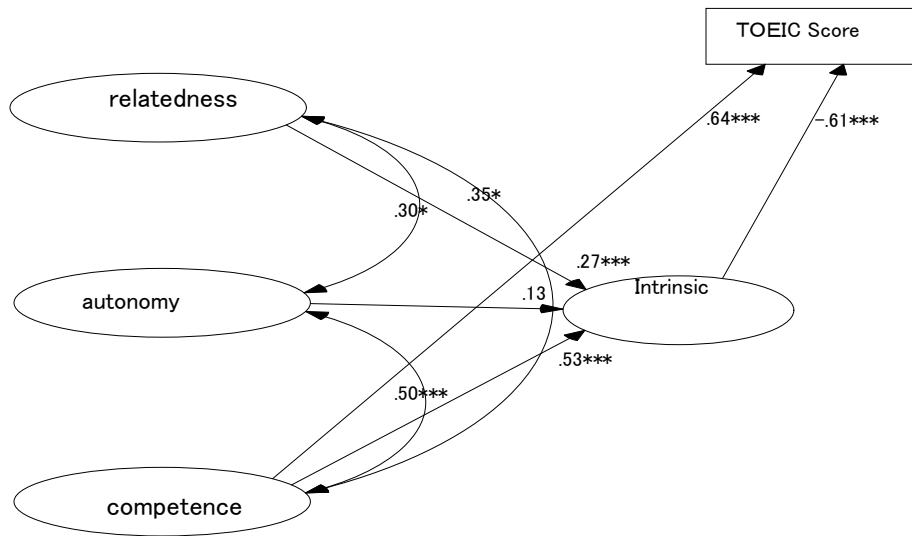 TOEIC Score
relatedness
.64***
-.61***
.35*
.30*
.27***
Intrinsic
autonomy
.13
.53***
.50***
competence